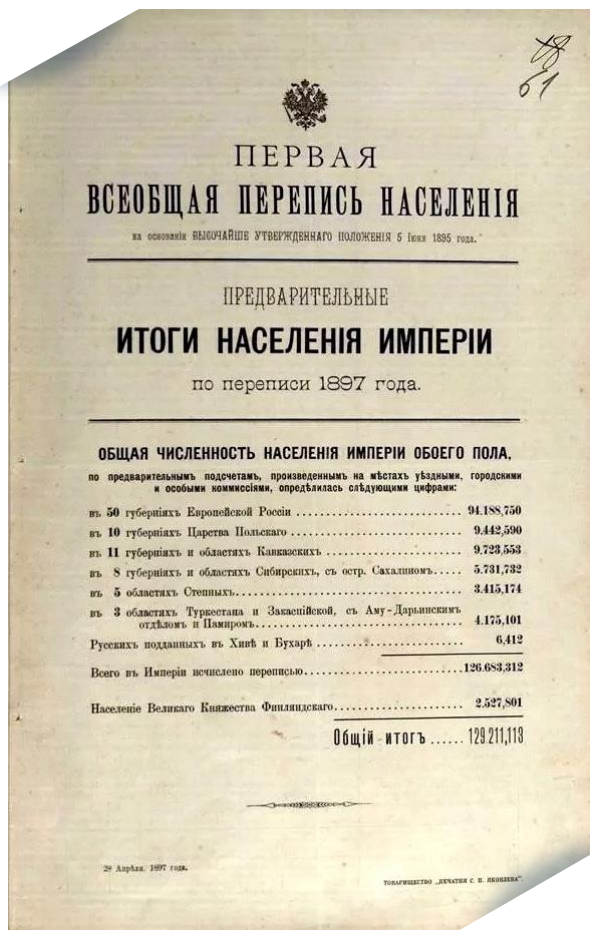 18
61
ПЕРВАЯ
ВСЕОБЩАЯ ПЕРЕПИСЬ НАСЕЛЕНІЯ
на основаніи ВЫСОЧАЙШЕ УТВЕРЖДЕННАГО ПОЛОЖЕНІЯ 5 Іюня 1895 года.
ПРЕДВАРИТЕЛЬНЫЕ
ИТОГИ НАСЕЛЕНІЯ ИМПЕРІИ
по переписи 1897 года.
ОБЩАЯ ЧИСЛЕННОСТЬ НАСЕЛЕНІЯ ИМПЕРІИ ОБОЕГО ПОЛА,
по предварительнымъ подсчетамъ, произведеннымъ на мѣстахъ уѣздными, городскими
и особыми коммиссіями, опредѣлилась слѣдующими цифрами:
въ 50 губерніяхъ Европейской Россіи ........ 94.188,750
въ 10 губерніяхъ Царства Польскаго ........ 9.442,590
въ 11 губерніяхъ и областяхъ Кавказскихъ ........ 9.723,553
въ 8 губерніяхъ и областяхъ Сибирскихъ, съ остр. Сахалиномъ ..... 5.731,732
въ 5 областяхъ Степныхъ ........ 3.415,174
въ 3 областяхъ Туркестана и Закаспійской, съ Аму-Дарьинскимъ
отдѣломъ и Памиромъ ........ 4.175,101
Русскихъ подданныхъ въ Хивѣ и Бухарѣ ........ 6,412
Всего въ Имперіи исчислено переписью ........ 126.683,312
Населеніе Великаго Княжества Финляндскаго ........ 2.527,801
Общій итогъ ...... 129.211,113
28 Апрѣля, 1897 года.
ТОВАРИЩЕСТВО „ПЕЧАТНЯ С. П. ЯКОВЛЕВА".